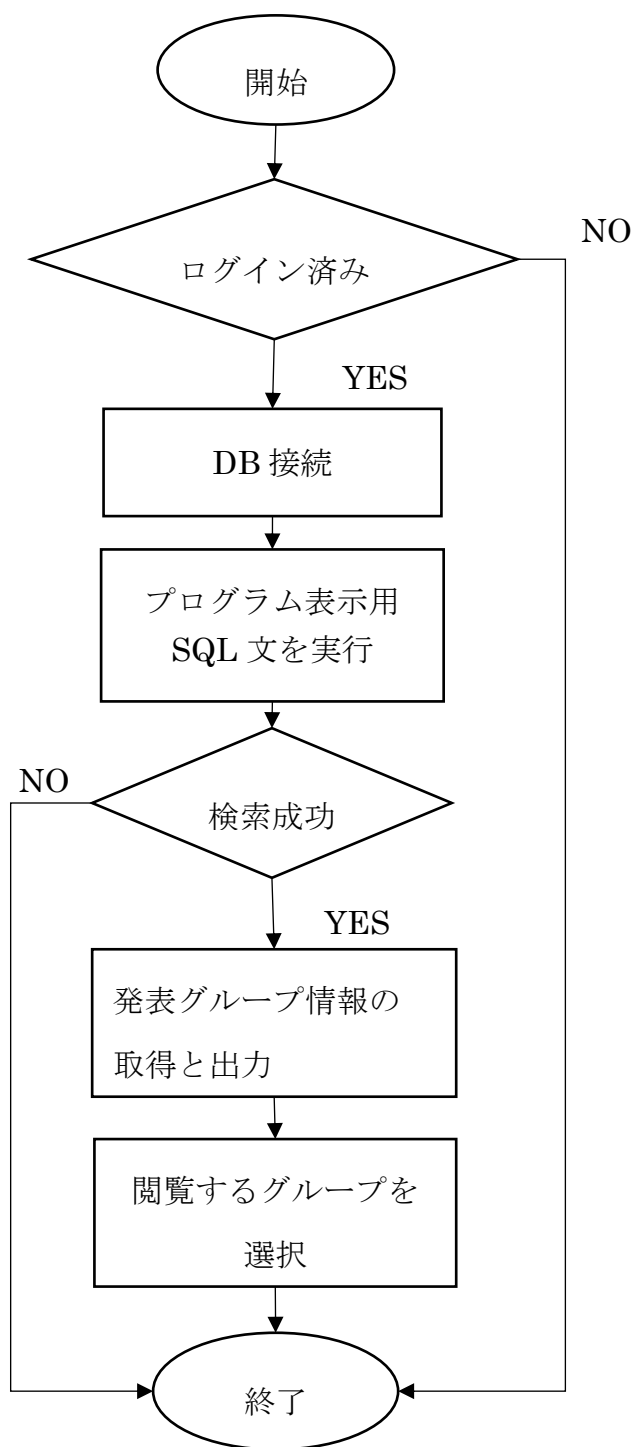 開始
NO
ログイン済み
YES
DB 接続
プログラム表示用
SQL 文を実行
NO
検索成功
YES
発表グループ情報の
取得と出力
閲覧するグループを
選択
終了